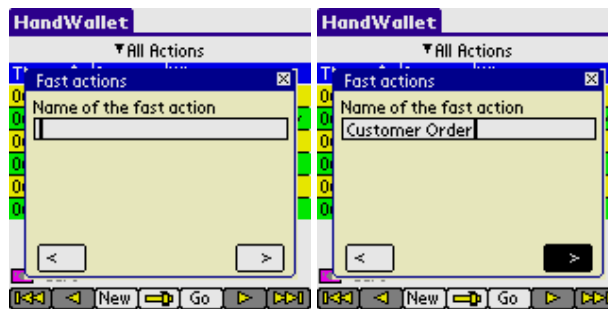 HandWallet
All Actions
Fast actions
Name of the fast action
<
>
New
Go
HandWallet
All Actions
Fast actions
Name of the fast action
Customer Order
<
>
New
Go